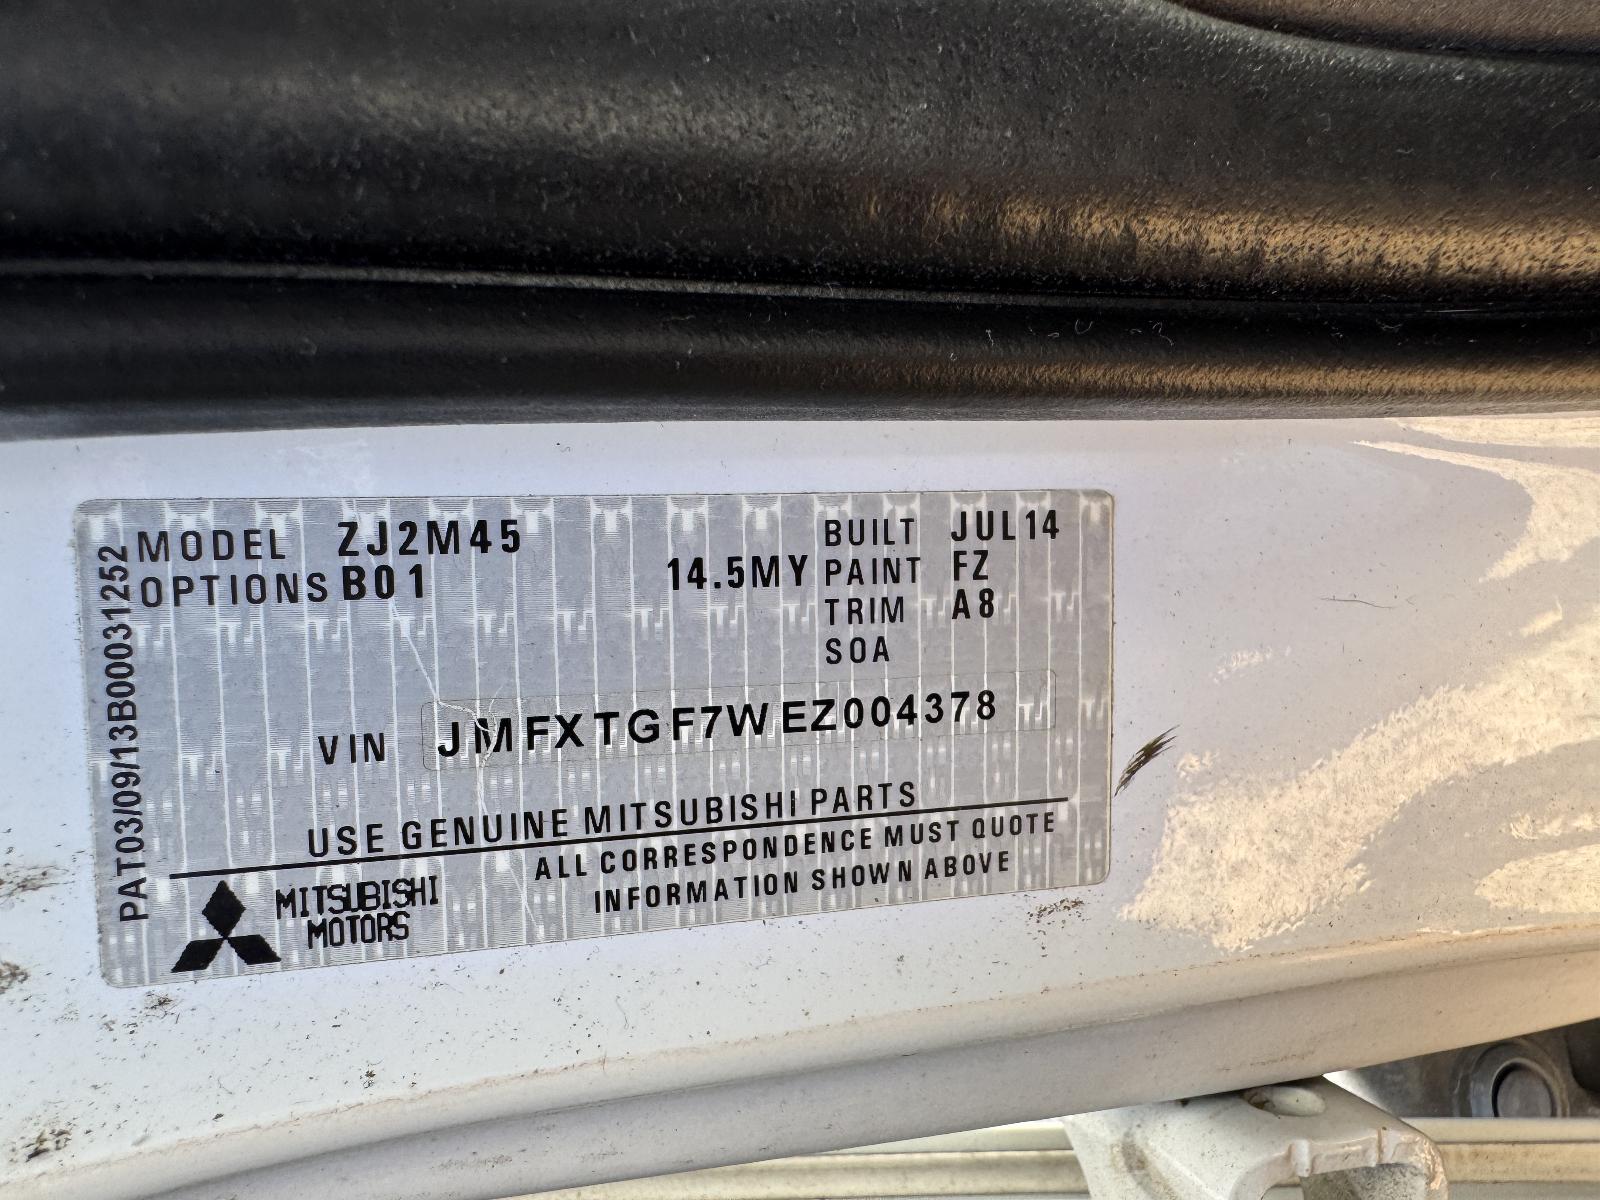 MODEL ZJ2M45
OPTIONS B01 14.5MY
BUILT JUL14
PAINT FZ
TRIM A8
SOA
VIN JMFXTGF7WEZ004378
USE GENUINE MITSUBISHI PARTS
ALL CORRESPONDENCE MUST QUOTE
INFORMATION SHOWN ABOVE
MITSUBISHI
MOTORS
PAT03/09/13B00031252